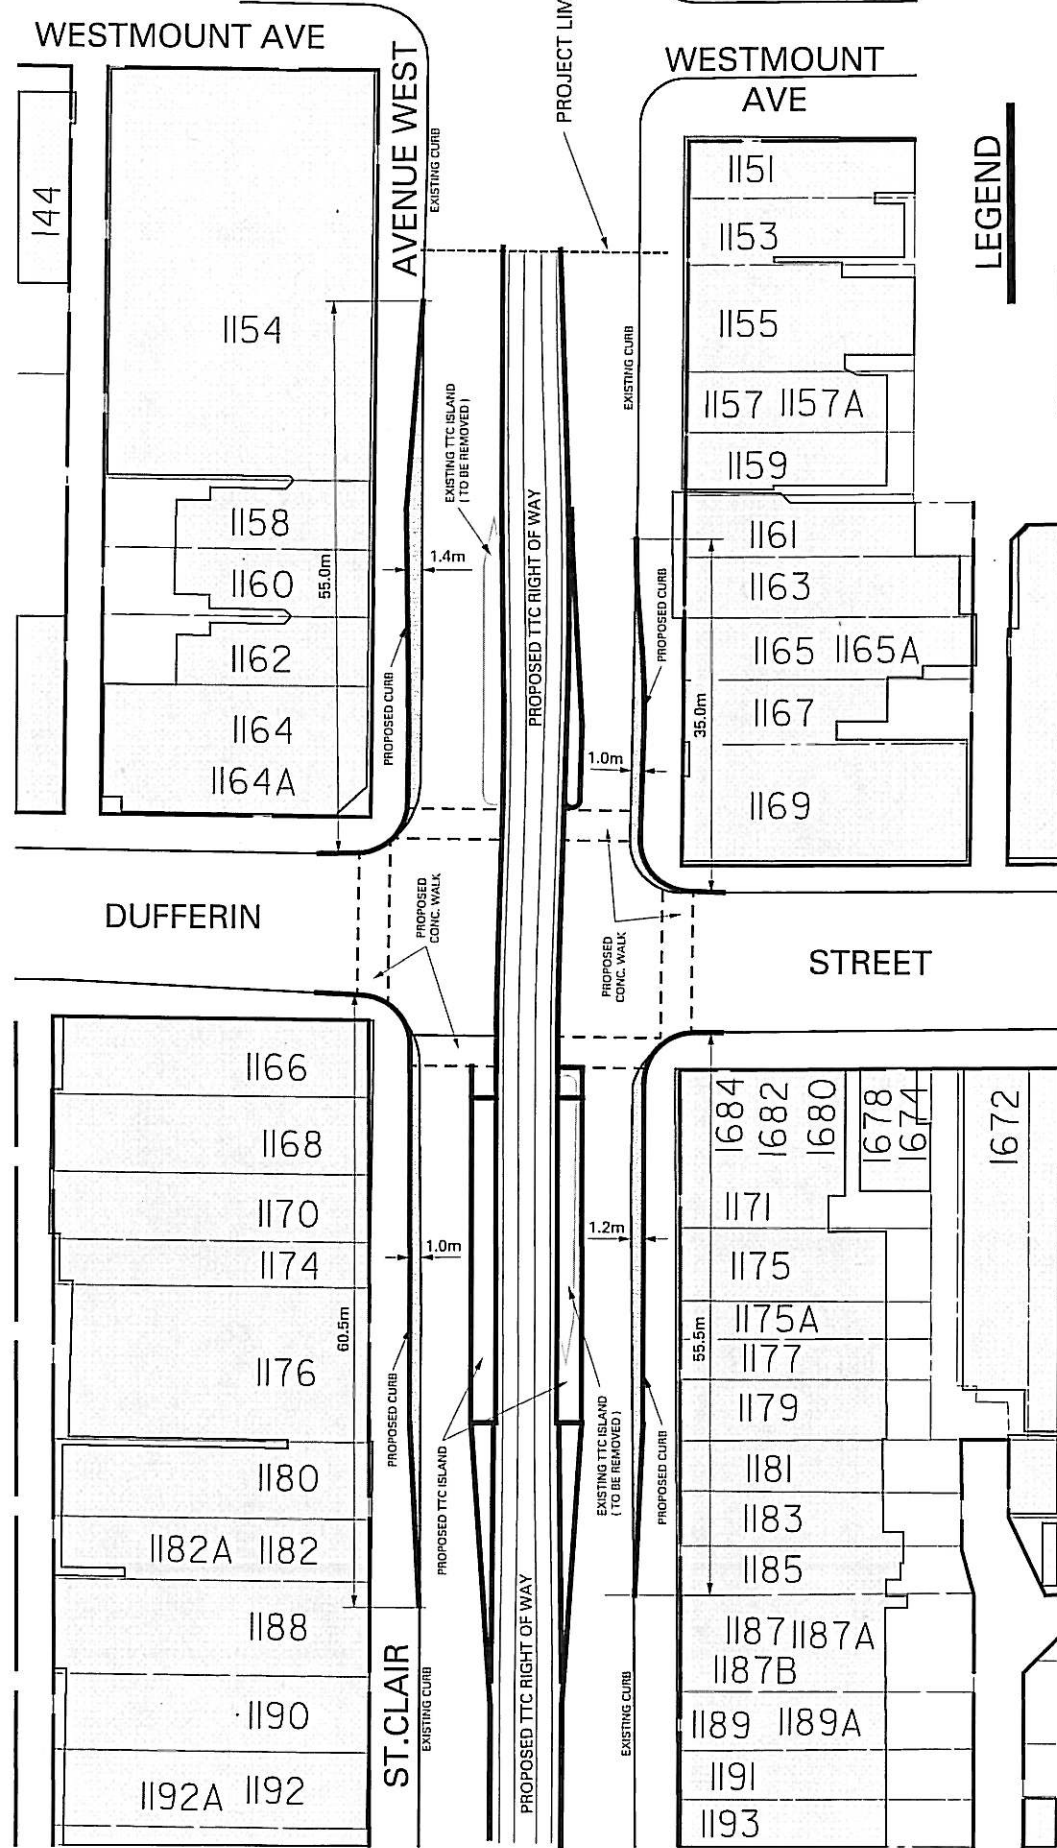 WESTMOUNT AVE
WESTMOUNT
AVE
PROJECT LIM
AVENUE WEST
EXISTING CURB
LEGEND
144
1154
1158
1160
1162
1164
1164A
55.0m
1.4m
PROPOSED CURB
EXISTING TTC ISLAND
( TO BE REMOVED )
PROPOSED TTC RIGHT OF WAY
EXISTING CURB
PROPOSED CURB
35.0m
1.0m
1151
1153
1155
1157 1157A
1159
1161
1163
1165 1165A
1167
1169
DUFFERIN
STREET
PROPOSED
CONC. WALK
PROPOSED
CONC. WALK
1166
1168
1170
1174
1176
1180
1182A 1182
1188
1190
1192A 1192
60.5m
1.0m
PROPOSED CURB
PROPOSED TTC ISLAND
ST.CLAIR
EXISTING CURB
PROPOSED TTC RIGHT OF WAY
EXISTING TTC ISLAND
( TO BE REMOVED )
1.2m
PROPOSED CURB
EXISTING CURB
55.5m
1684
1682
1680
1678
1674
1672
1171
1175
1175A
1177
1179
1181
1183
1185
1187 1187A
1187B
1189 1189A
1191
1193